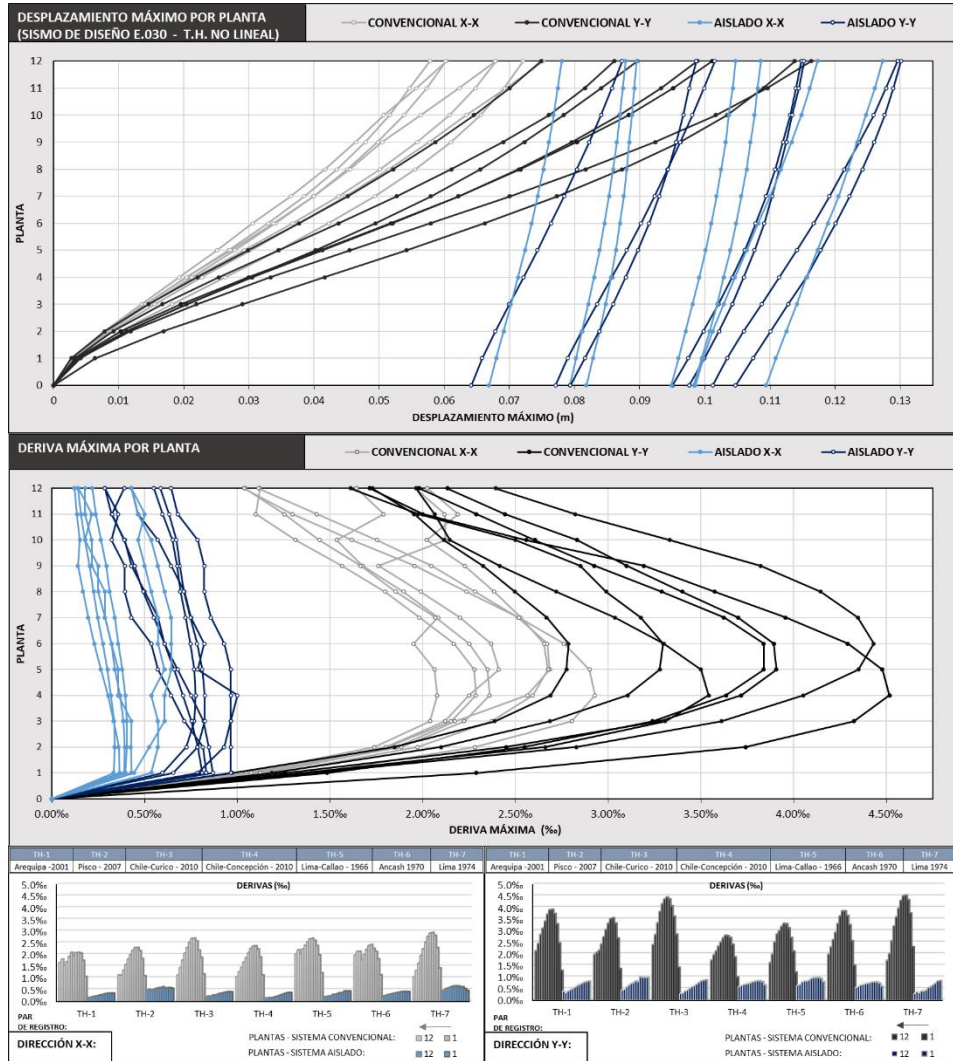 DESPLAZAMIENTO MÁXIMO POR PLANTA
(SISMO DE DISEÑO E.030 - T.H. NO LINEAL)
CONVENCIONAL X-X CONVENCIONAL Y-Y AISLADO X-X AISLADO Y-Y
PLANTA
12
11
10
9
8
7
6
5
4
3
2
1
0
0 0.01 0.02 0.03 0.04 0.05 0.06 0.07 0.08 0.09 0.1 0.11 0.12 0.13
DESPLAZAMIENTO MÁXIMO (m)
DERIVA MÁXIMA POR PLANTA
CONVENCIONAL X-X CONVENCIONAL Y-Y AISLADO X-X AISLADO Y-Y
PLANTA
12
11
10
9
8
7
6
5
4
3
2
1
0
0.00‰ 0.50‰ 1.00‰ 1.50‰ 2.00‰ 2.50‰ 3.00‰ 3.50‰ 4.00‰ 4.50‰
DERIVA MÁXIMA (‰)
TH-1 TH-2 TH-3 TH-4 TH-5 TH-6 TH-7
Arequipa -2001 Pisco - 2007 Chile-Curico - 2010 Chile-Concepción - 2010 Lima-Callao - 1966 Ancash 1970 Lima 1974
DERIVAS (‰)
5.0‰
4.5‰
4.0‰
3.5‰
3.0‰
2.5‰
2.0‰
1.5‰
1.0‰
0.5‰
0.0‰
PAR DE REGISTRO:
TH-1 TH-2 TH-3 TH-4 TH-5 TH-6 TH-7
DIRECCIÓN X-X:
PLANTAS - SISTEMA CONVENCIONAL: 12 1
PLANTAS - SISTEMA AISLADO: 12 1
TH-1 TH-2 TH-3 TH-4 TH-5 TH-6 TH-7
Arequipa -2001 Pisco - 2007 Chile-Curico - 2010 Chile-Concepción - 2010 Lima-Callao - 1966 Ancash 1970 Lima 1974
DERIVAS (‰)
5.0‰
4.5‰
4.0‰
3.5‰
3.0‰
2.5‰
2.0‰
1.5‰
1.0‰
0.5‰
0.0‰
PAR
DE REGISTRO:
TH-1 TH-2 TH-3 TH-4 TH-5 TH-6 TH-7
DIRECCIÓN Y-Y:
PLANTAS - SISTEMA CONVENCIONAL: 12 1
PLANTAS - SISTEMA AISLADO: 12 1